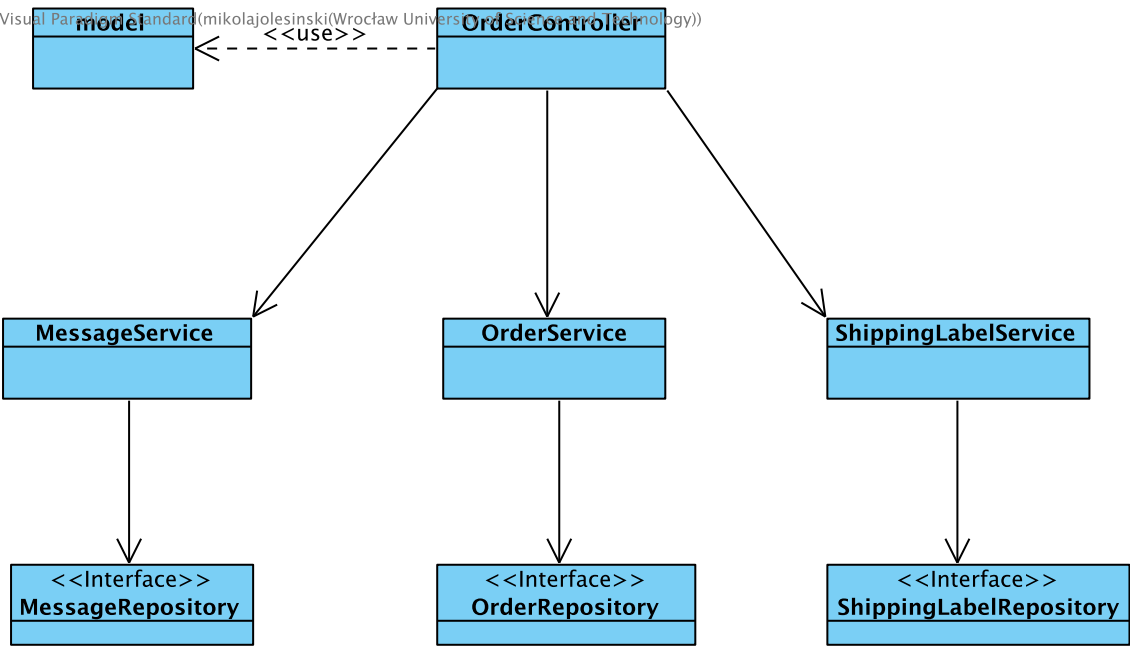 Visual Paradigm Standard(mikolajolesinski(Wrocław University of Science and Technology))
model
<<use>>
OrderController
MessageService
OrderService
ShippingLabelService
<<Interface>>
MessageRepository
<<Interface>>
OrderRepository
<<Interface>>
ShippingLabelRepository